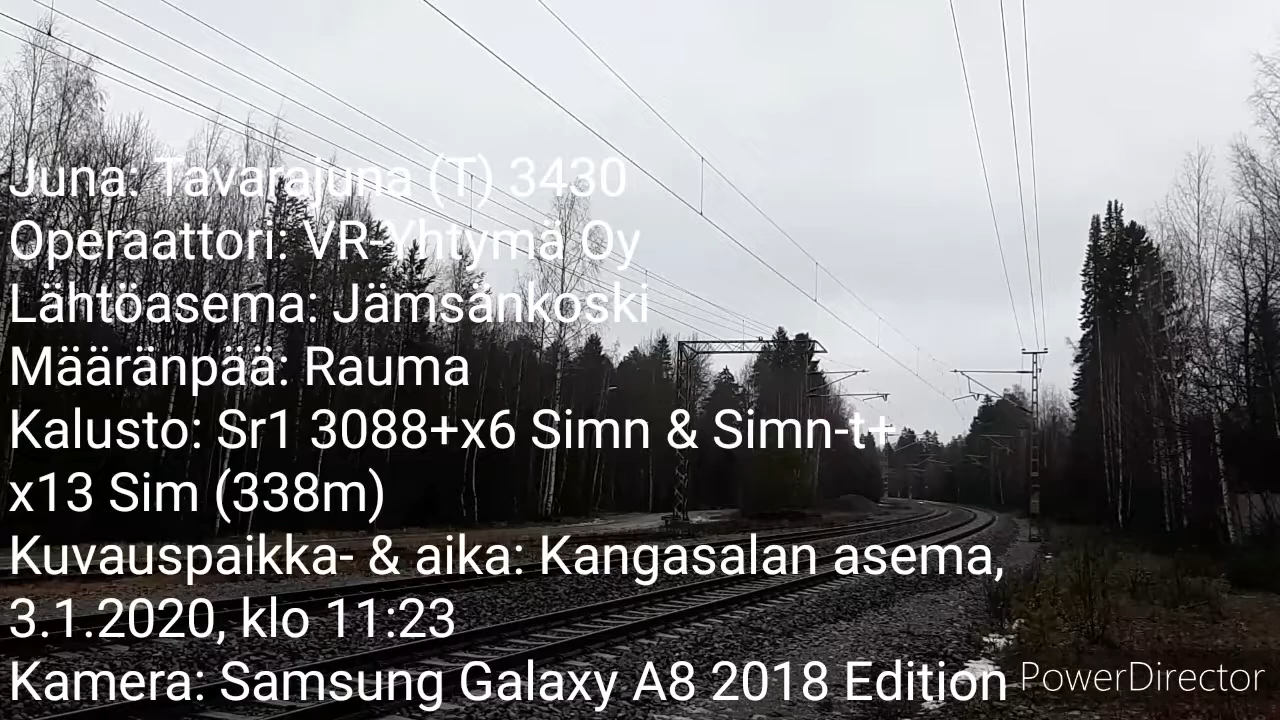 Juna: Tavarajuna (T) 3430
Operaattori: VR-Yhtymä Oy
Lähtöasema: Jämsänkoski
Määränpää: Rauma
Kalusto: Sr1 3088+x6 Simn & Simn-t+
x13 Sim (338m)
Kuvauspaikka- & aika: Kangasalan asema,
3.1.2020, klo 11:23
Kamera: Samsung Galaxy A8 2018 Edition
PowerDirector